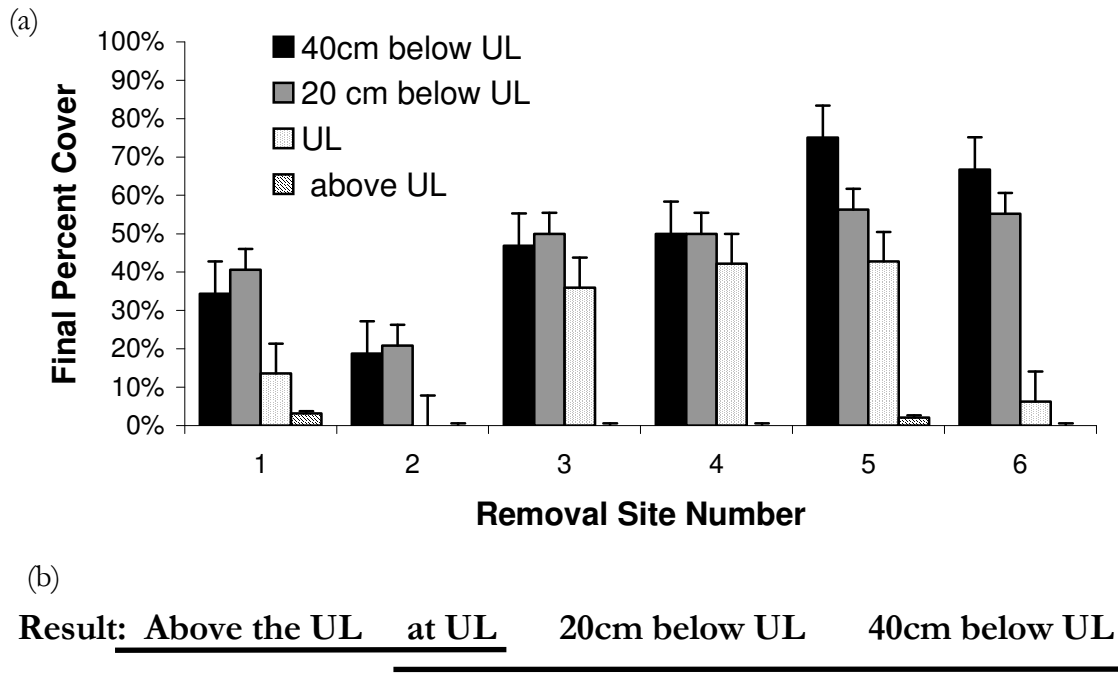 (a)
100%
90%
80%
70%
60%
50%
40%
30%
20%
10%
0%
Final Percent Cover
40cm below UL
20 cm below UL
UL
above UL
1 2 3 4 5 6
Removal Site Number
(b)
Result: Above the UL at UL 20cm below UL 40cm below UL